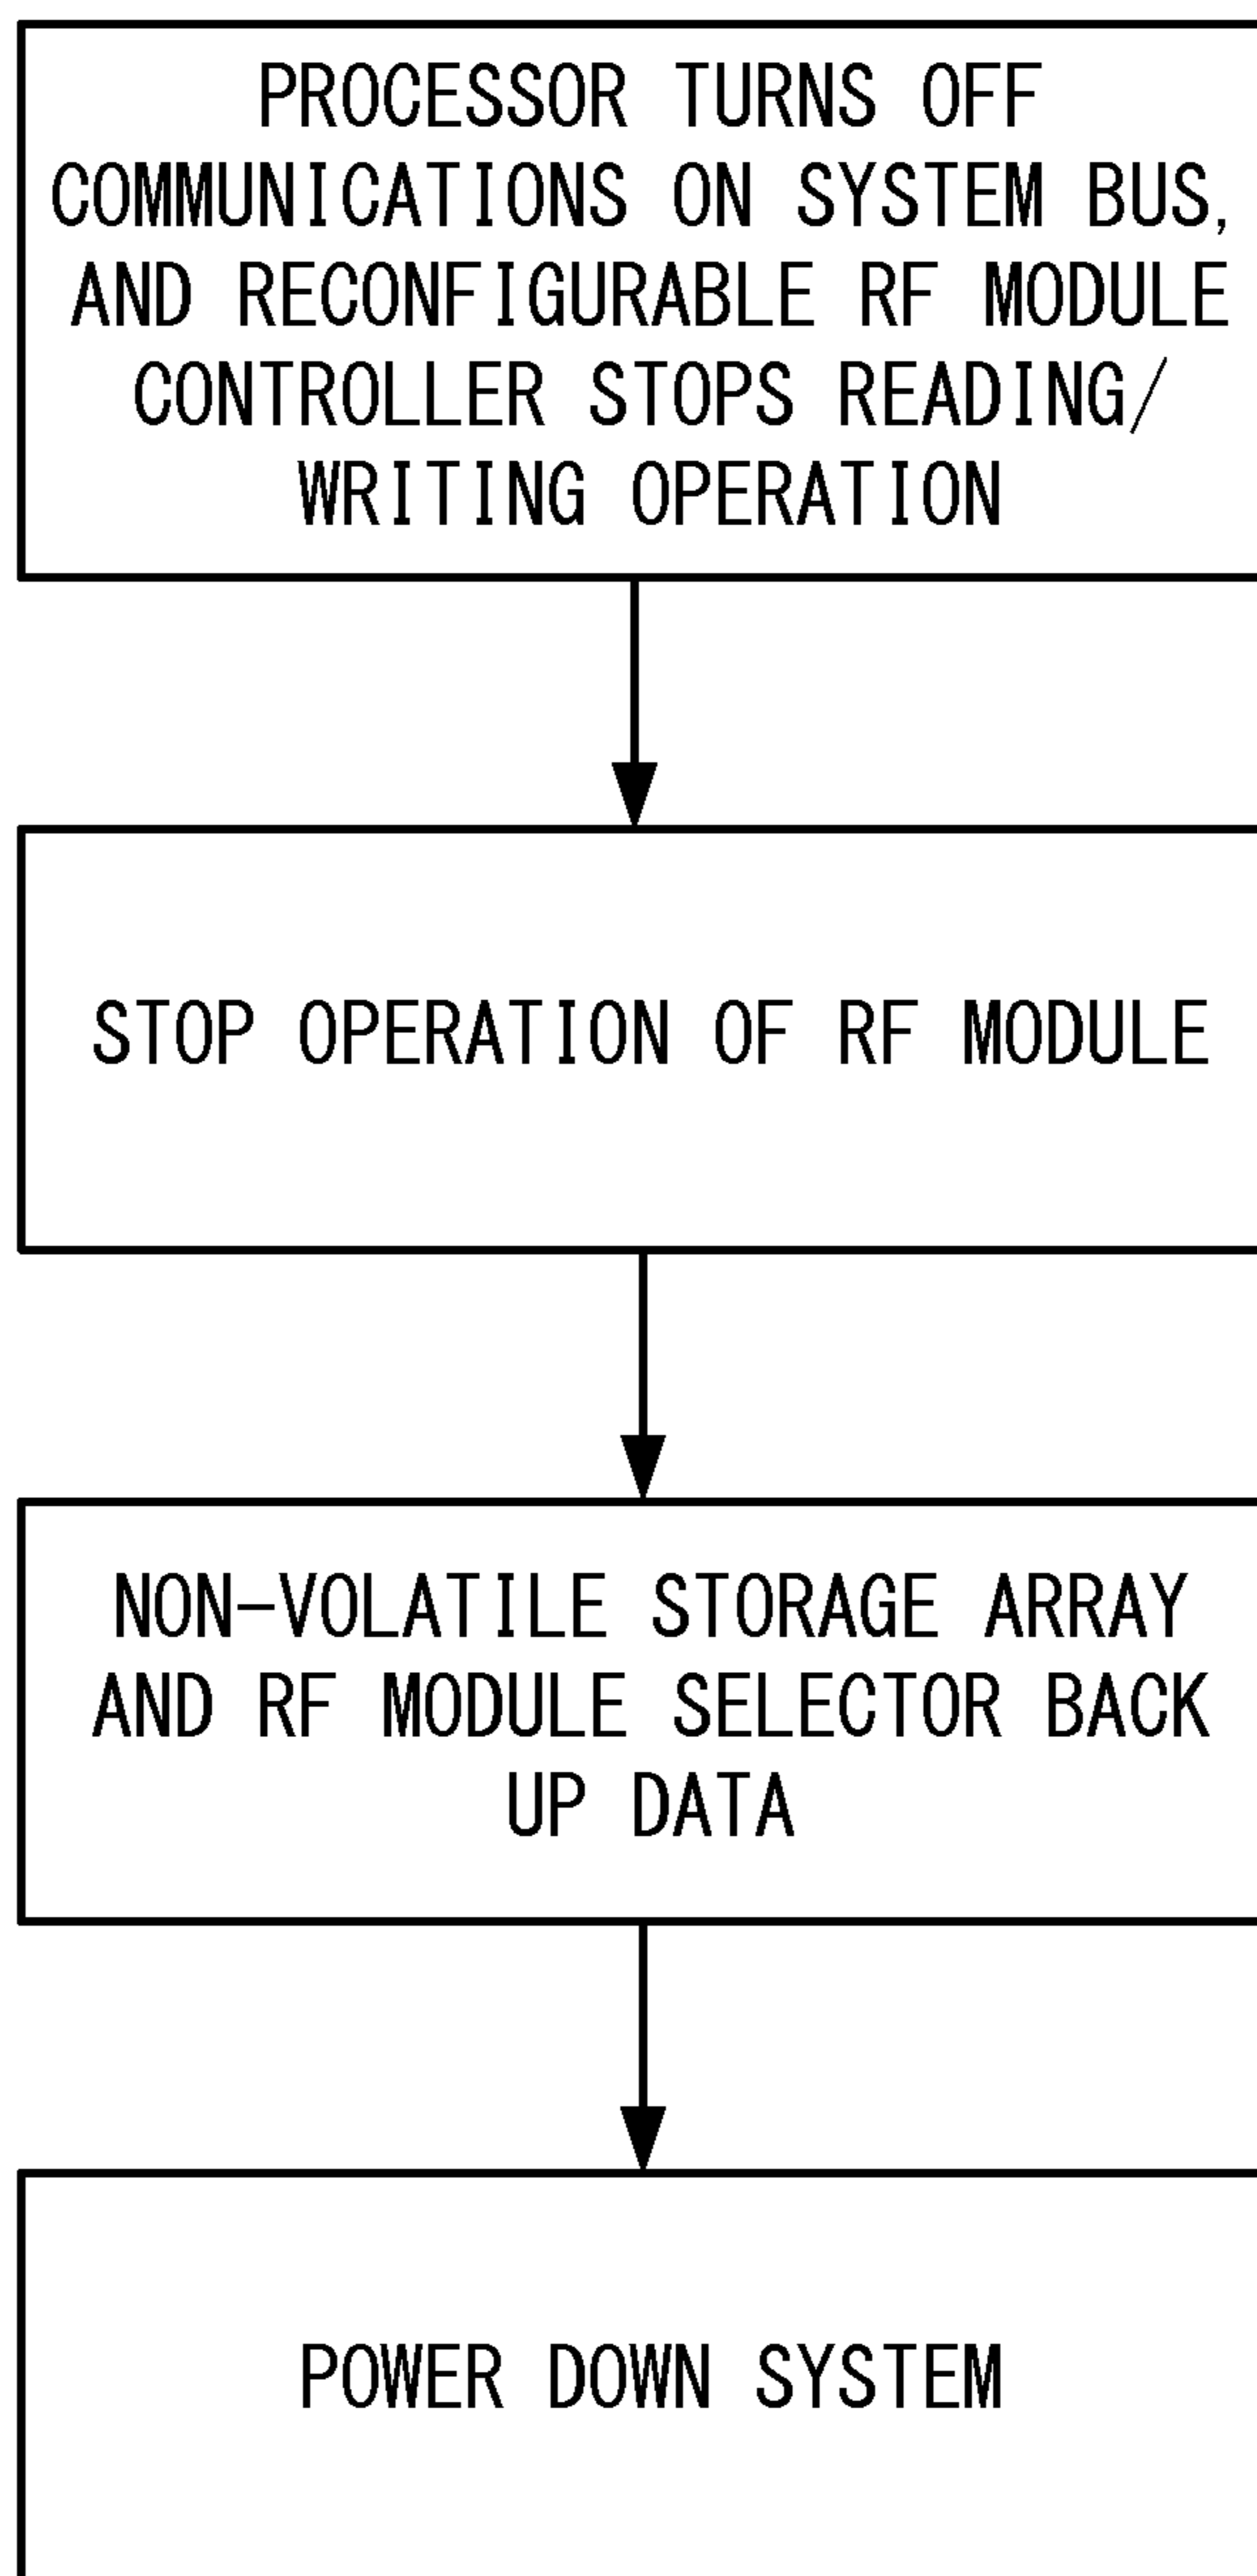 PROCESSOR TURNS OFF
COMMUNICATIONS ON SYSTEM BUS,
AND RECONFIGURABLE RF MODULE
CONTROLLER STOPS READING/
WRITING OPERATION
STOP OPERATION OF RF MODULE
NON-VOLATILE STORAGE ARRAY
AND RF MODULE SELECTOR BACK
UP DATA
POWER DOWN SYSTEM